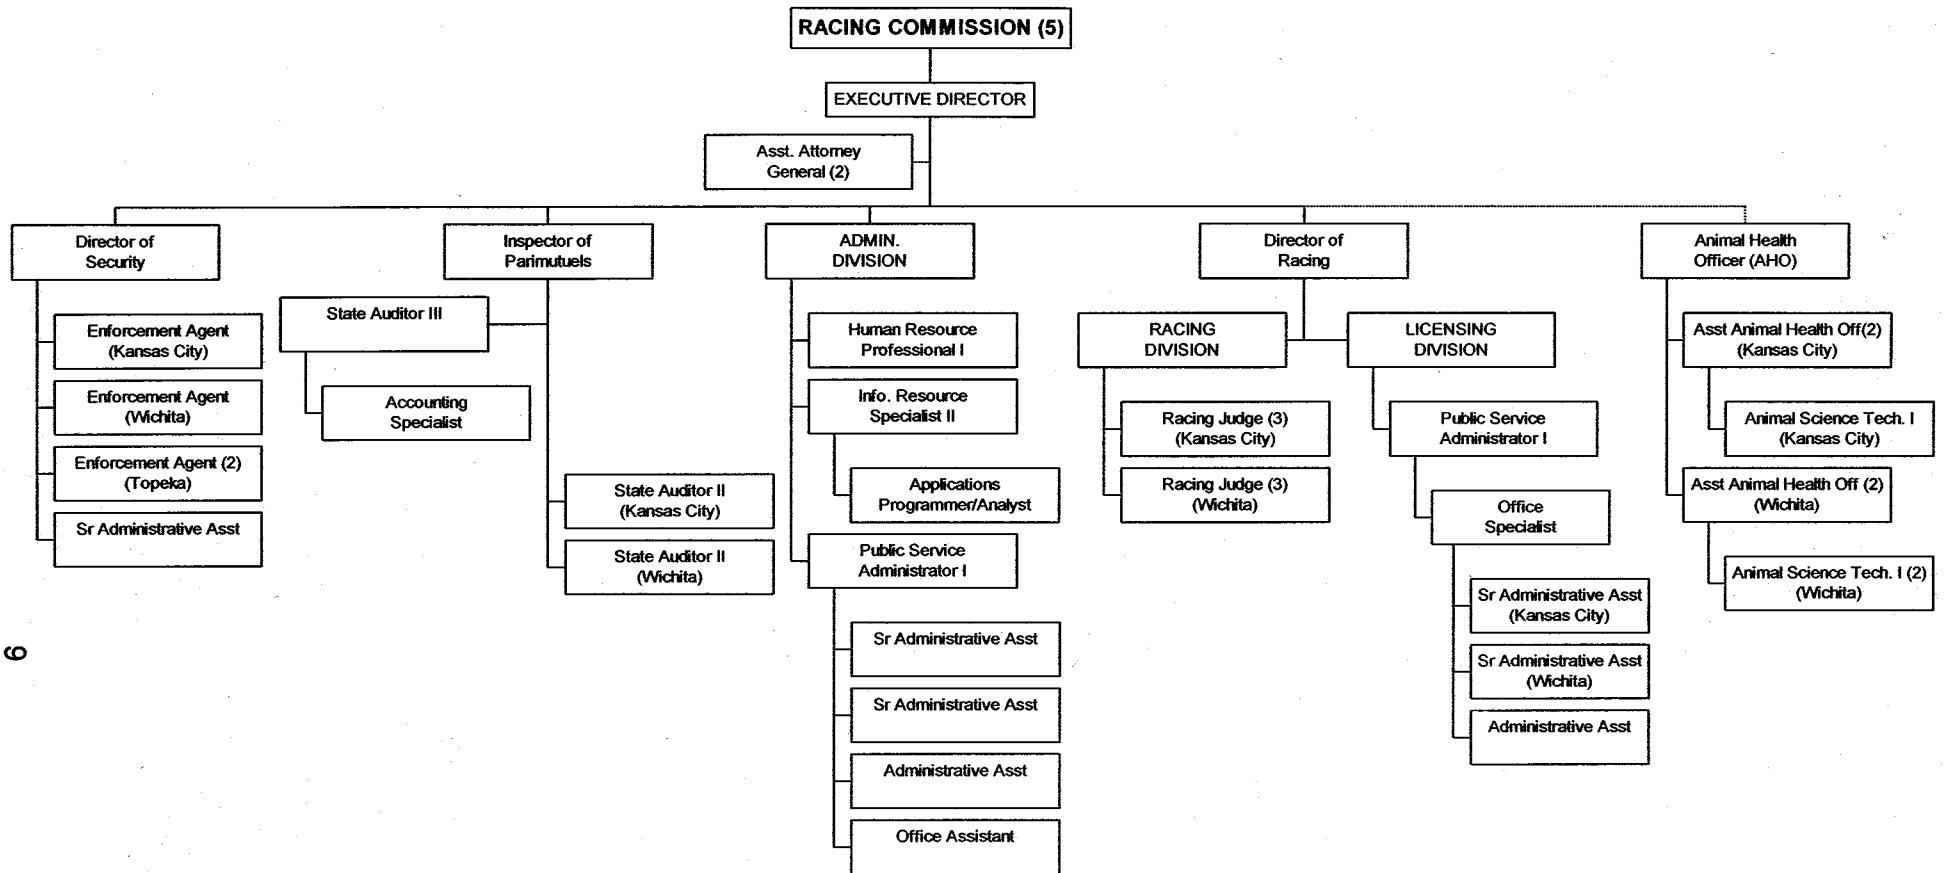 RACING COMMISSION (5)
EXECUTIVE DIRECTOR
Asst. Attorney
General (2)
Director of
Security
Enforcement Agent
(Kansas City)
Enforcement Agent
(Wichita)
Enforcement Agent (2)
(Topeka)
Sr Administrative Asst
Inspector of
Parimutuels
State Auditor III
Accounting
Specialist
State Auditor II
(Kansas City)
State Auditor II
(Wichita)
ADMIN.
DIVISION
Human Resource
Professional I
Info. Resource
Specialist II
Applications
Programmer/Analyst
Public Service
Administrator I
Sr Administrative Asst
Sr Administrative Asst
Administrative Asst
Office Assistant
Director of
Racing
RACING
DIVISION
Racing Judge (3)
(Kansas City)
Racing Judge (3)
(Wichita)
LICENSING
DIVISION
Public Service
Administrator I
Office
Specialist
Sr Administrative Asst
(Kansas City)
Sr Administrative Asst
(Wichita)
Administrative Asst
Animal Health
Officer (AHO)
Asst Animal Health Off(2)
(Kansas City)
Animal Science Tech. I
(Kansas City)
Asst Animal Health Off (2)
(Wichita)
Animal Science Tech. I (2)
(Wichita)
9